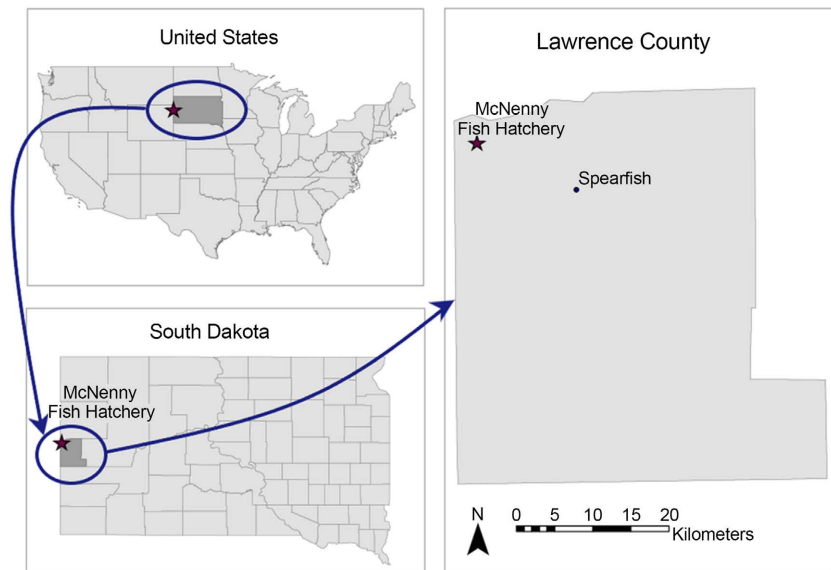 United States
South Dakota
McNenny
Fish Hatchery
Lawrence County
McNenny
Fish Hatchery
Spearfish
N
0 5 10 15 20
Kilometers